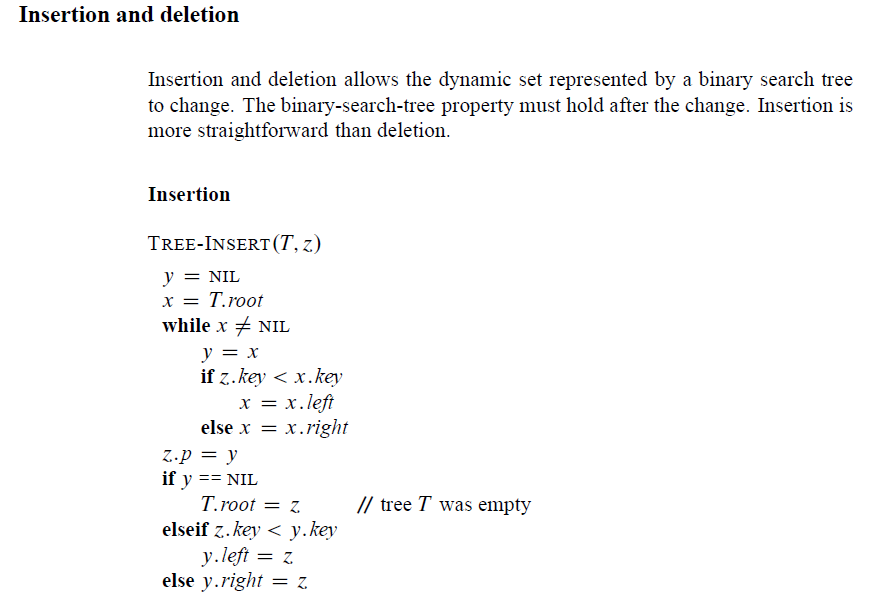 Insertion and deletion
Insertion and deletion allows the dynamic set represented by a binary search tree
to change. The binary-search-tree property must hold after the change. Insertion is
more straightforward than deletion.
Insertion
TREE-INSERT(T, z)
y = NIL
x = T.root
while x ≠ NIL
y = x
if z.key < x.key
x = x.left
else x = x.right
z.p = y
if y == NIL
T.root = z // tree T was empty
elseif z.key < y.key
y.left = z
else y.right = z